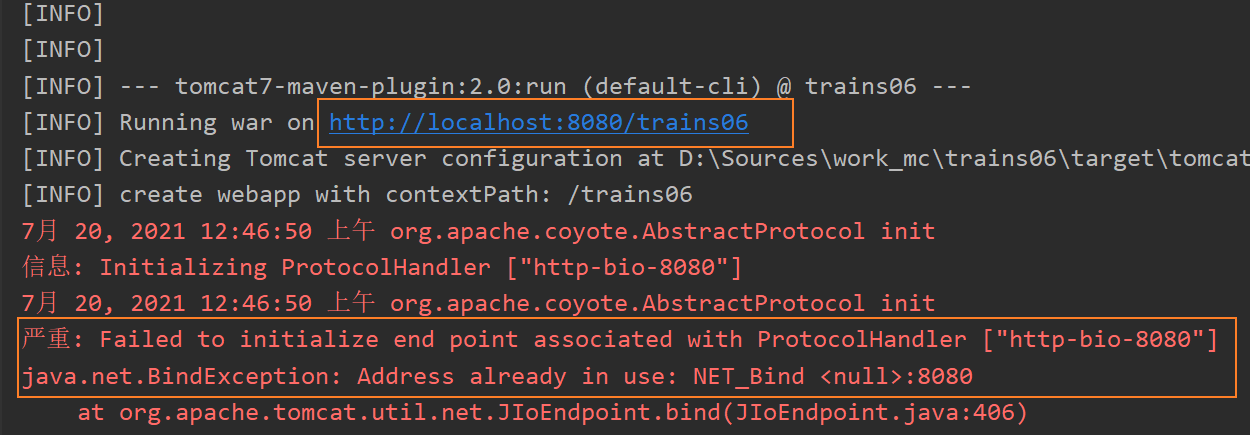 [INFO]
[INFO]
[INFO] --- tomcat7-maven-plugin:2.0:run (default-cli) @ trains06 ---
[INFO] Running war on http://localhost:8080/trains06
[INFO] Creating Tomcat server configuration at D:\Sources\work_mc\trains06\target\tomcat
[INFO] create webapp with contextPath: /trains06
7月 20, 2021 12:46:50 上午 org.apache.coyote.AbstractProtocol init
信息: Initializing ProtocolHandler ["http-bio-8080"]
7月 20, 2021 12:46:50 上午 org.apache.coyote.AbstractProtocol init
严重: Failed to initialize end point associated with ProtocolHandler ["http-bio-8080"]
java.net.BindException: Address already in use: NET_Bind <null>:8080
at org.apache.tomcat.util.net.JIoEndpoint.bind(JIoEndpoint.java:406)